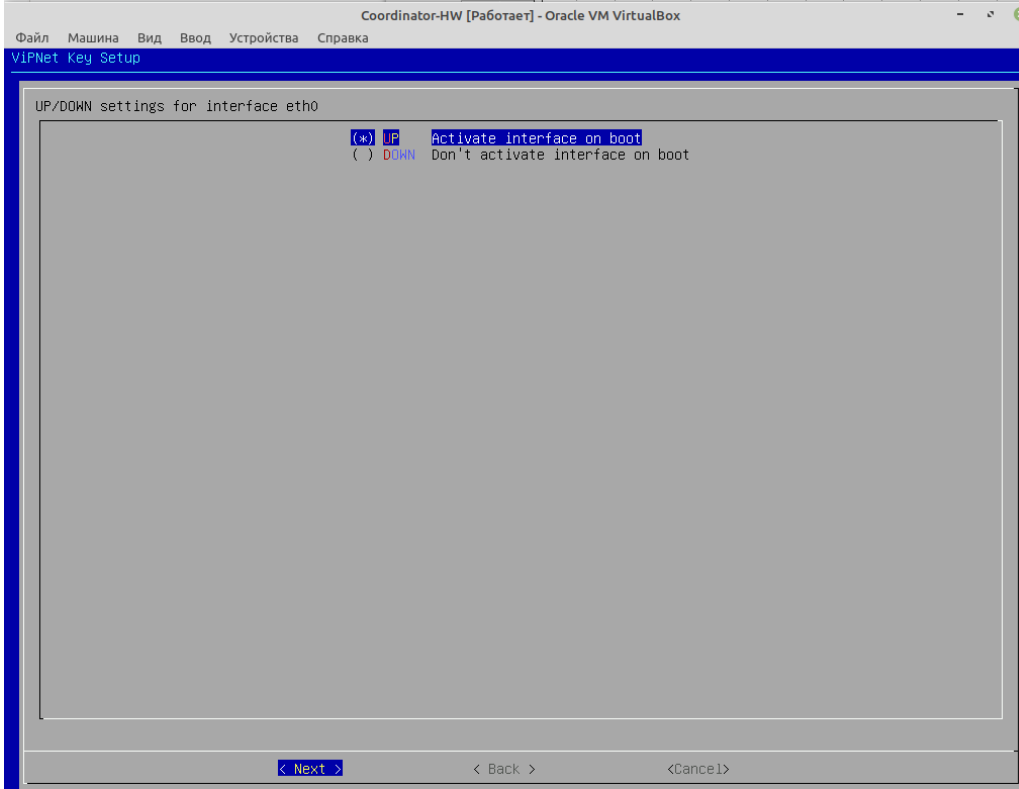 Coordinator-HW [Работает] - Oracle VM VirtualBox
Файл Машина Вид Ввод Устройства Справка
ViPNet Key Setup
UP/DOWN settings for interface eth0
(*) UP Activate interface on boot
( ) DOWN Don't activate interface on boot
< Next > < Back > <Cancel>